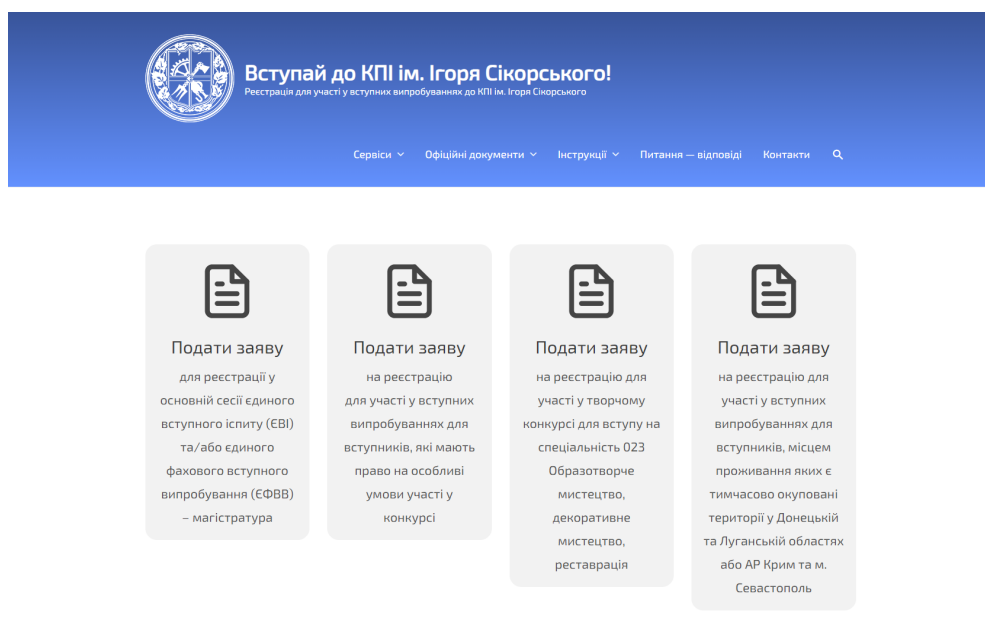 Вступай до КПІ ім. Ігоря Сікорського!
Реєстрація для участі у вступних випробуваннях до КПІ ім. Ігоря Сікорського
Сервіси Офіційні документи Інструкції Питання — відповіді Контакти
Подати заяву
для реєстрації у
основній сесії єдиного
вступного іспиту (ЄВІ)
та/або єдиного
фахового вступного
випробування (ЄФВВ)
– магістратура
Подати заяву
на реєстрацію
для участі у вступних
випробуваннях для
вступників, які мають
право на особливі
умови участі у
конкурсі
Подати заяву
на реєстрацію для
участі у творчому
конкурсі для вступу на
спеціальність 023
Образотворче
мистецтво,
декоративне
мистецтво,
реставрація
Подати заяву
на реєстрацію для
участі у вступних
випробуваннях для
вступників, місцем
проживання яких є
тимчасово окуповані
території у Донецькій
та Луганській областях
або АР Крим та м.
Севастополь